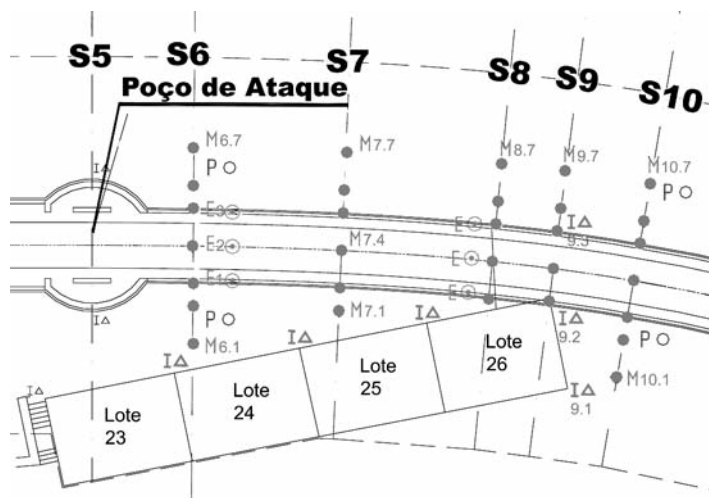 S5 S6 S7 S8 S9 S10
Poço de Ataque
M6.7
M7.7
M8.7
M9.7
M10.7
I△
P○
P○
E3
E
I△
9.3
E2
M7.4
E
E1
E
P○
M7.1
I△
9.2
P○
M6.1
I△
I△
I△
I△
I△
Lote
26
Lote
25
Lote
24
Lote
23
I△
M10.1
I△
9.1